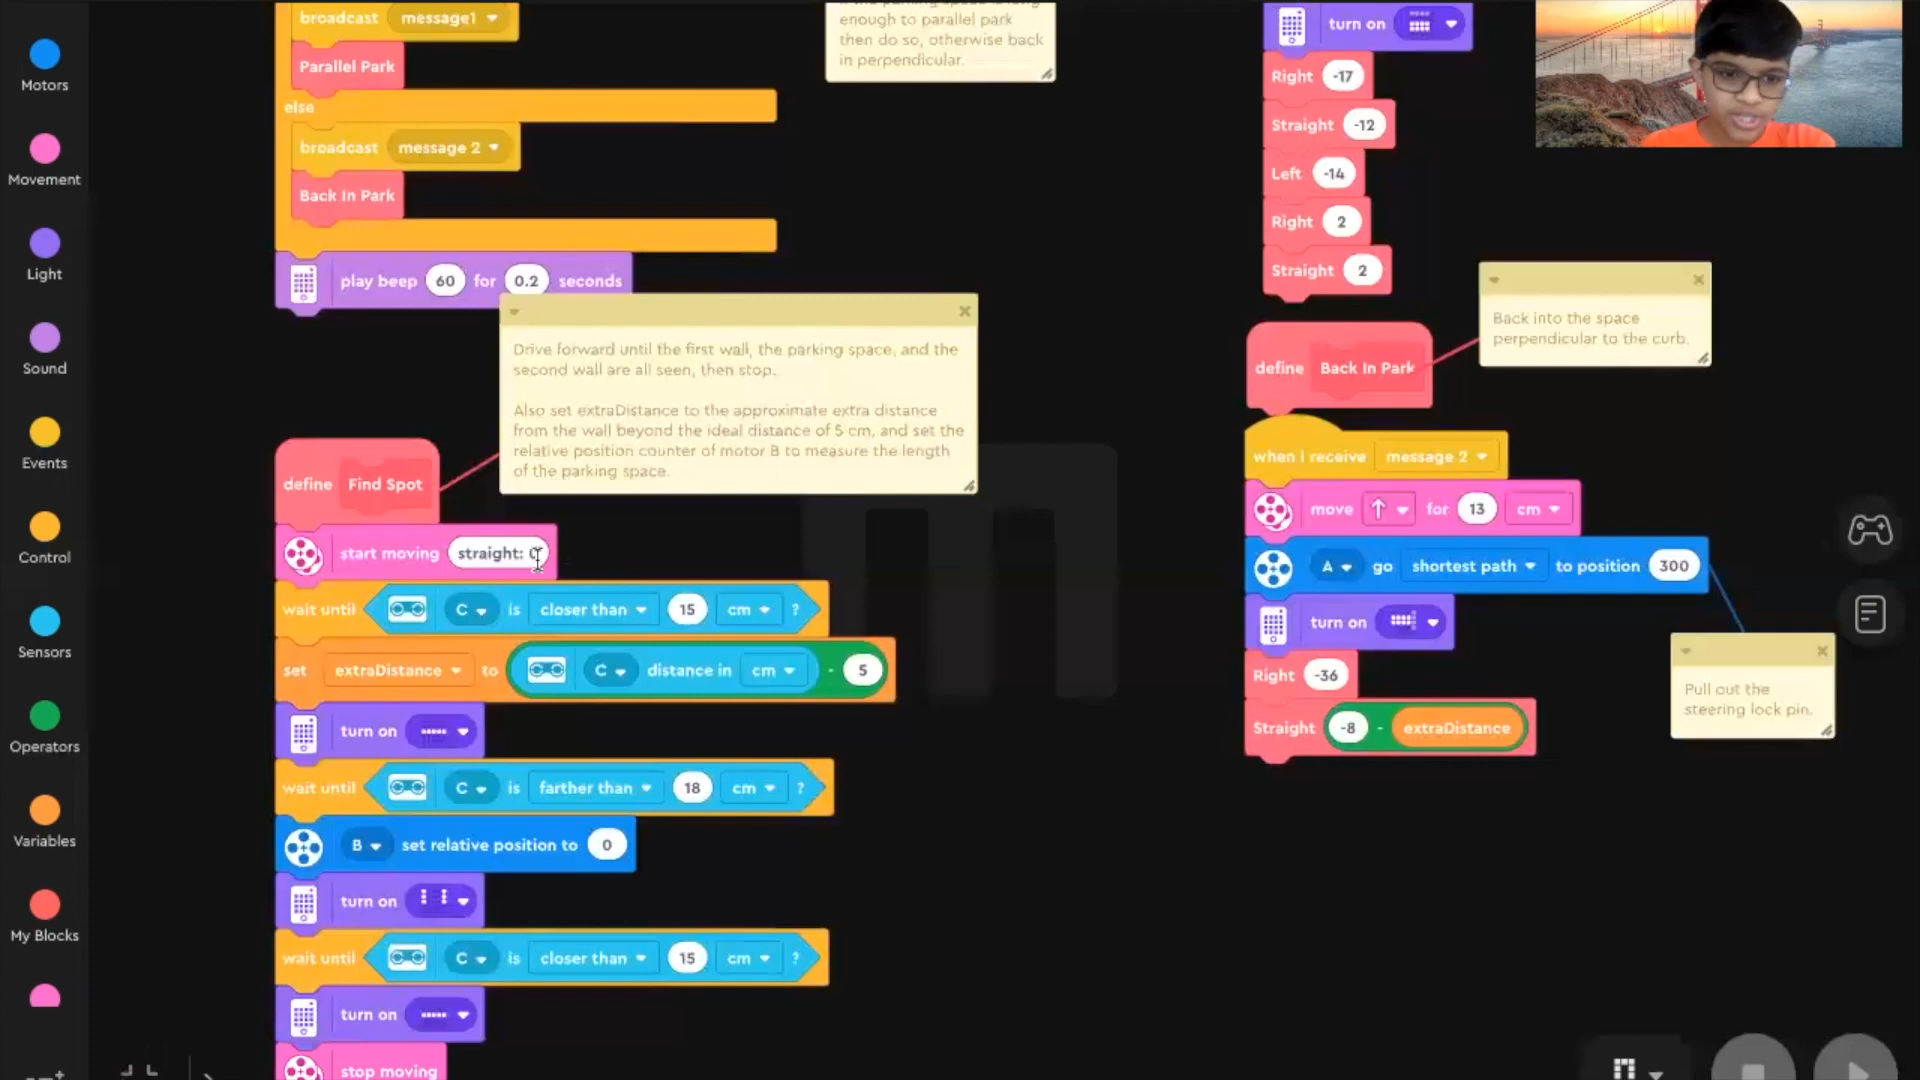 Motors
Movement
Light
Sound
Events
Control
Sensors
Operators
Variables
My Blocks
broadcast message1
Parallel Park
else
broadcast message 2
Back In Park
play beep 60 for 0.2 seconds
enough to parallel park
then do so, otherwise back
in perpendicular.
Drive forward until the first wall, the parking space, and the
second wall are all seen, then stop.
Also set extraDistance to the approximate extra distance
from the wall beyond the ideal distance of 5 cm, and set the
relative position counter of motor B to measure the length
of the parking space.
define Find Spot
start moving straight: 0
wait until C is closer than 15 cm ?
set extraDistance to C distance in cm - 5
turn on
wait until C is farther than 18 cm ?
B set relative position to 0
turn on
wait until C is closer than 15 cm ?
turn on
stop moving
turn on
Right -17
Straight -12
Left -14
Right 2
Straight 2
Back into the space
perpendicular to the curb.
define Back In Park
when I receive message 2
move for 13 cm
A go shortest path to position 300
turn on
Right -36
Straight -8 - extraDistance
Pull out the
steering lock pin.